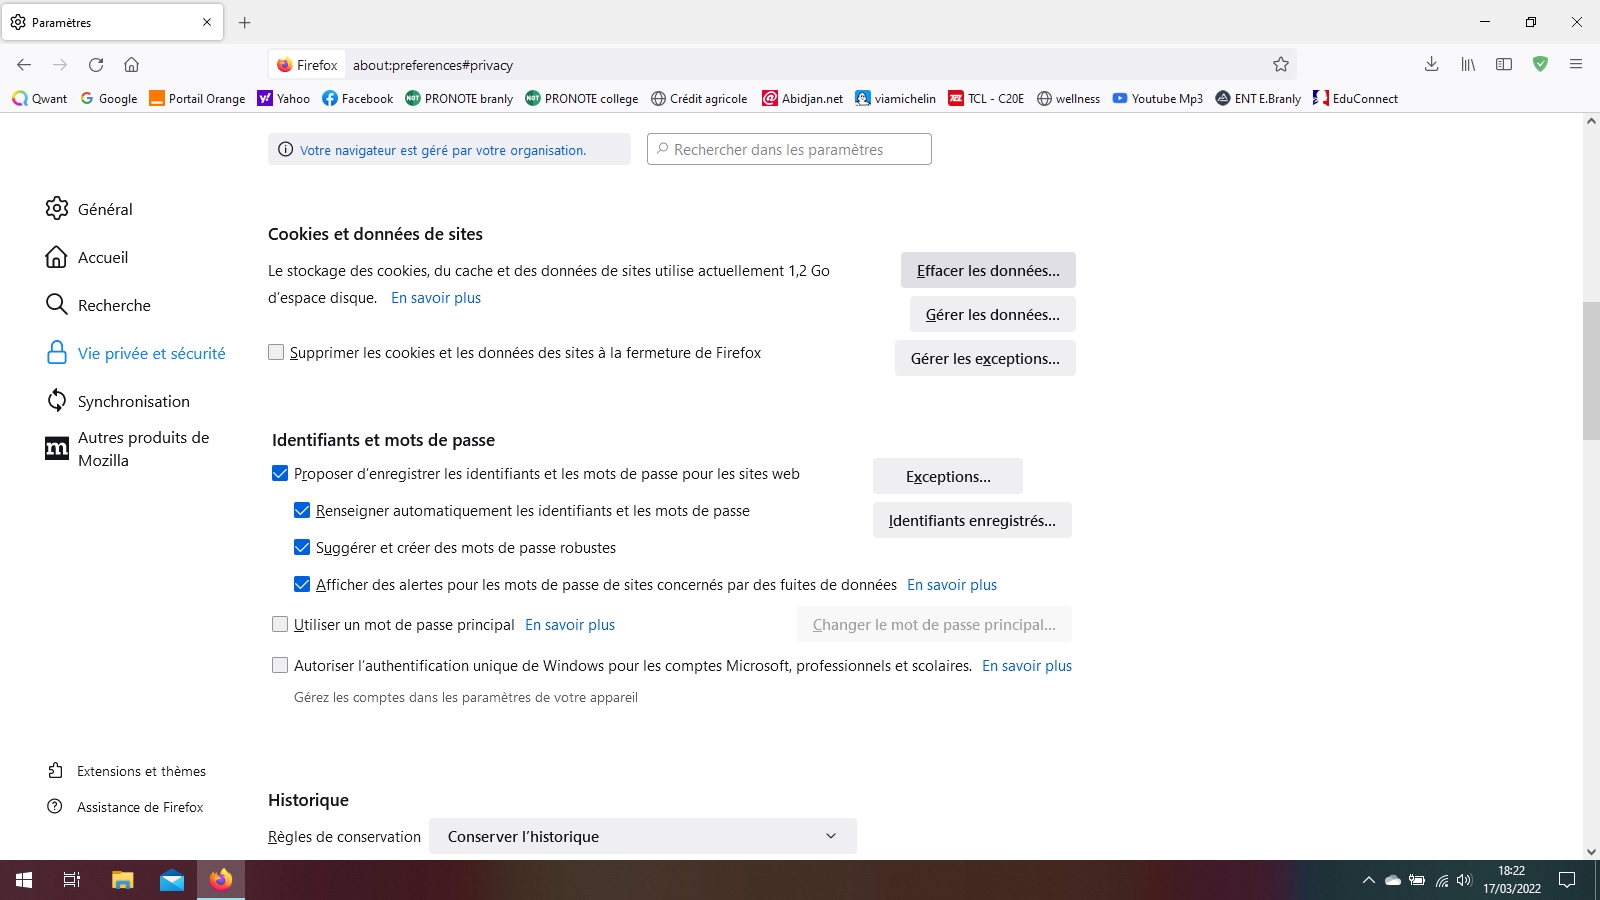 Paramètres
Firefox
about:preferences#privacy
Qwant
Google
Portail Orange
Yahoo
Facebook
PRONOTE branly
PRONOTE college
Crédit agricole
Abidjan.net
viamichelin
TCL - C20E
wellness
Youtube Mp3
ENT E.Branly
EduConnect
Votre navigateur est géré par votre organisation.
Rechercher dans les paramètres
Général
Accueil
Recherche
Vie privée et sécurité
Synchronisation
m
Autres produits de
Mozilla
Extensions et thèmes
Assistance de Firefox
Cookies et données de sites
Le stockage des cookies, du cache et des données de sites utilise actuellement 1,2 Go
d’espace disque. En savoir plus
Effacer les données...
Gérer les données...
Supprimer les cookies et les données des sites à la fermeture de Firefox
Gérer les exceptions...
Identifiants et mots de passe
Proposer d’enregistrer les identifiants et les mots de passe pour les sites web
Exceptions...
Renseigner automatiquement les identifiants et les mots de passe
Identifiants enregistrés...
Suggérer et créer des mots de passe robustes
Afficher des alertes pour les mots de passe de sites concernés par des fuites de données En savoir plus
Utiliser un mot de passe principal En savoir plus
Changer le mot de passe principal...
Autoriser l’authentification unique de Windows pour les comptes Microsoft, professionnels et scolaires. En savoir plus
Gérez les comptes dans les paramètres de votre appareil
Historique
Règles de conservation
Conserver l’historique
18:22
17/03/2022